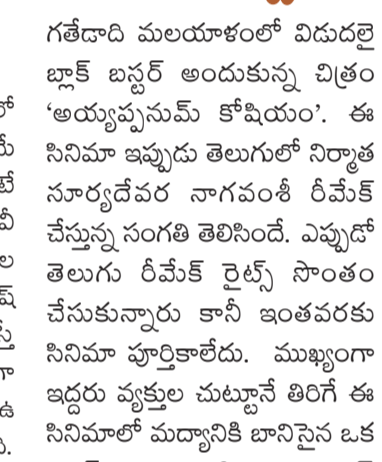 గతేడాది మలయాళంలో విడుదలై
బ్లాక్ బస్టర్ అందుకున్న చిత్రం
‘అయ్యప్పనుమ్ కోషియం’. ఈ
సినిమా ఇప్పుడు తెలుగులో నిర్మాత
సూర్యదేవర నాగవంశీ రీమేక్
చేస్తున్న సంగతి తెలిసిందే. ఎప్పుడో
తెలుగు రీమేక్ రైట్స్ సొంతం
చేసుకున్నారు కానీ ఇంతవరకు
సినిమా పూర్తికాలేదు. ముఖ్యంగా
ఇద్దరు వ్యక్తుల చుట్టూనే తిరిగే ఈ
సినిమాలో మద్యానికి బానిసైన ఒక